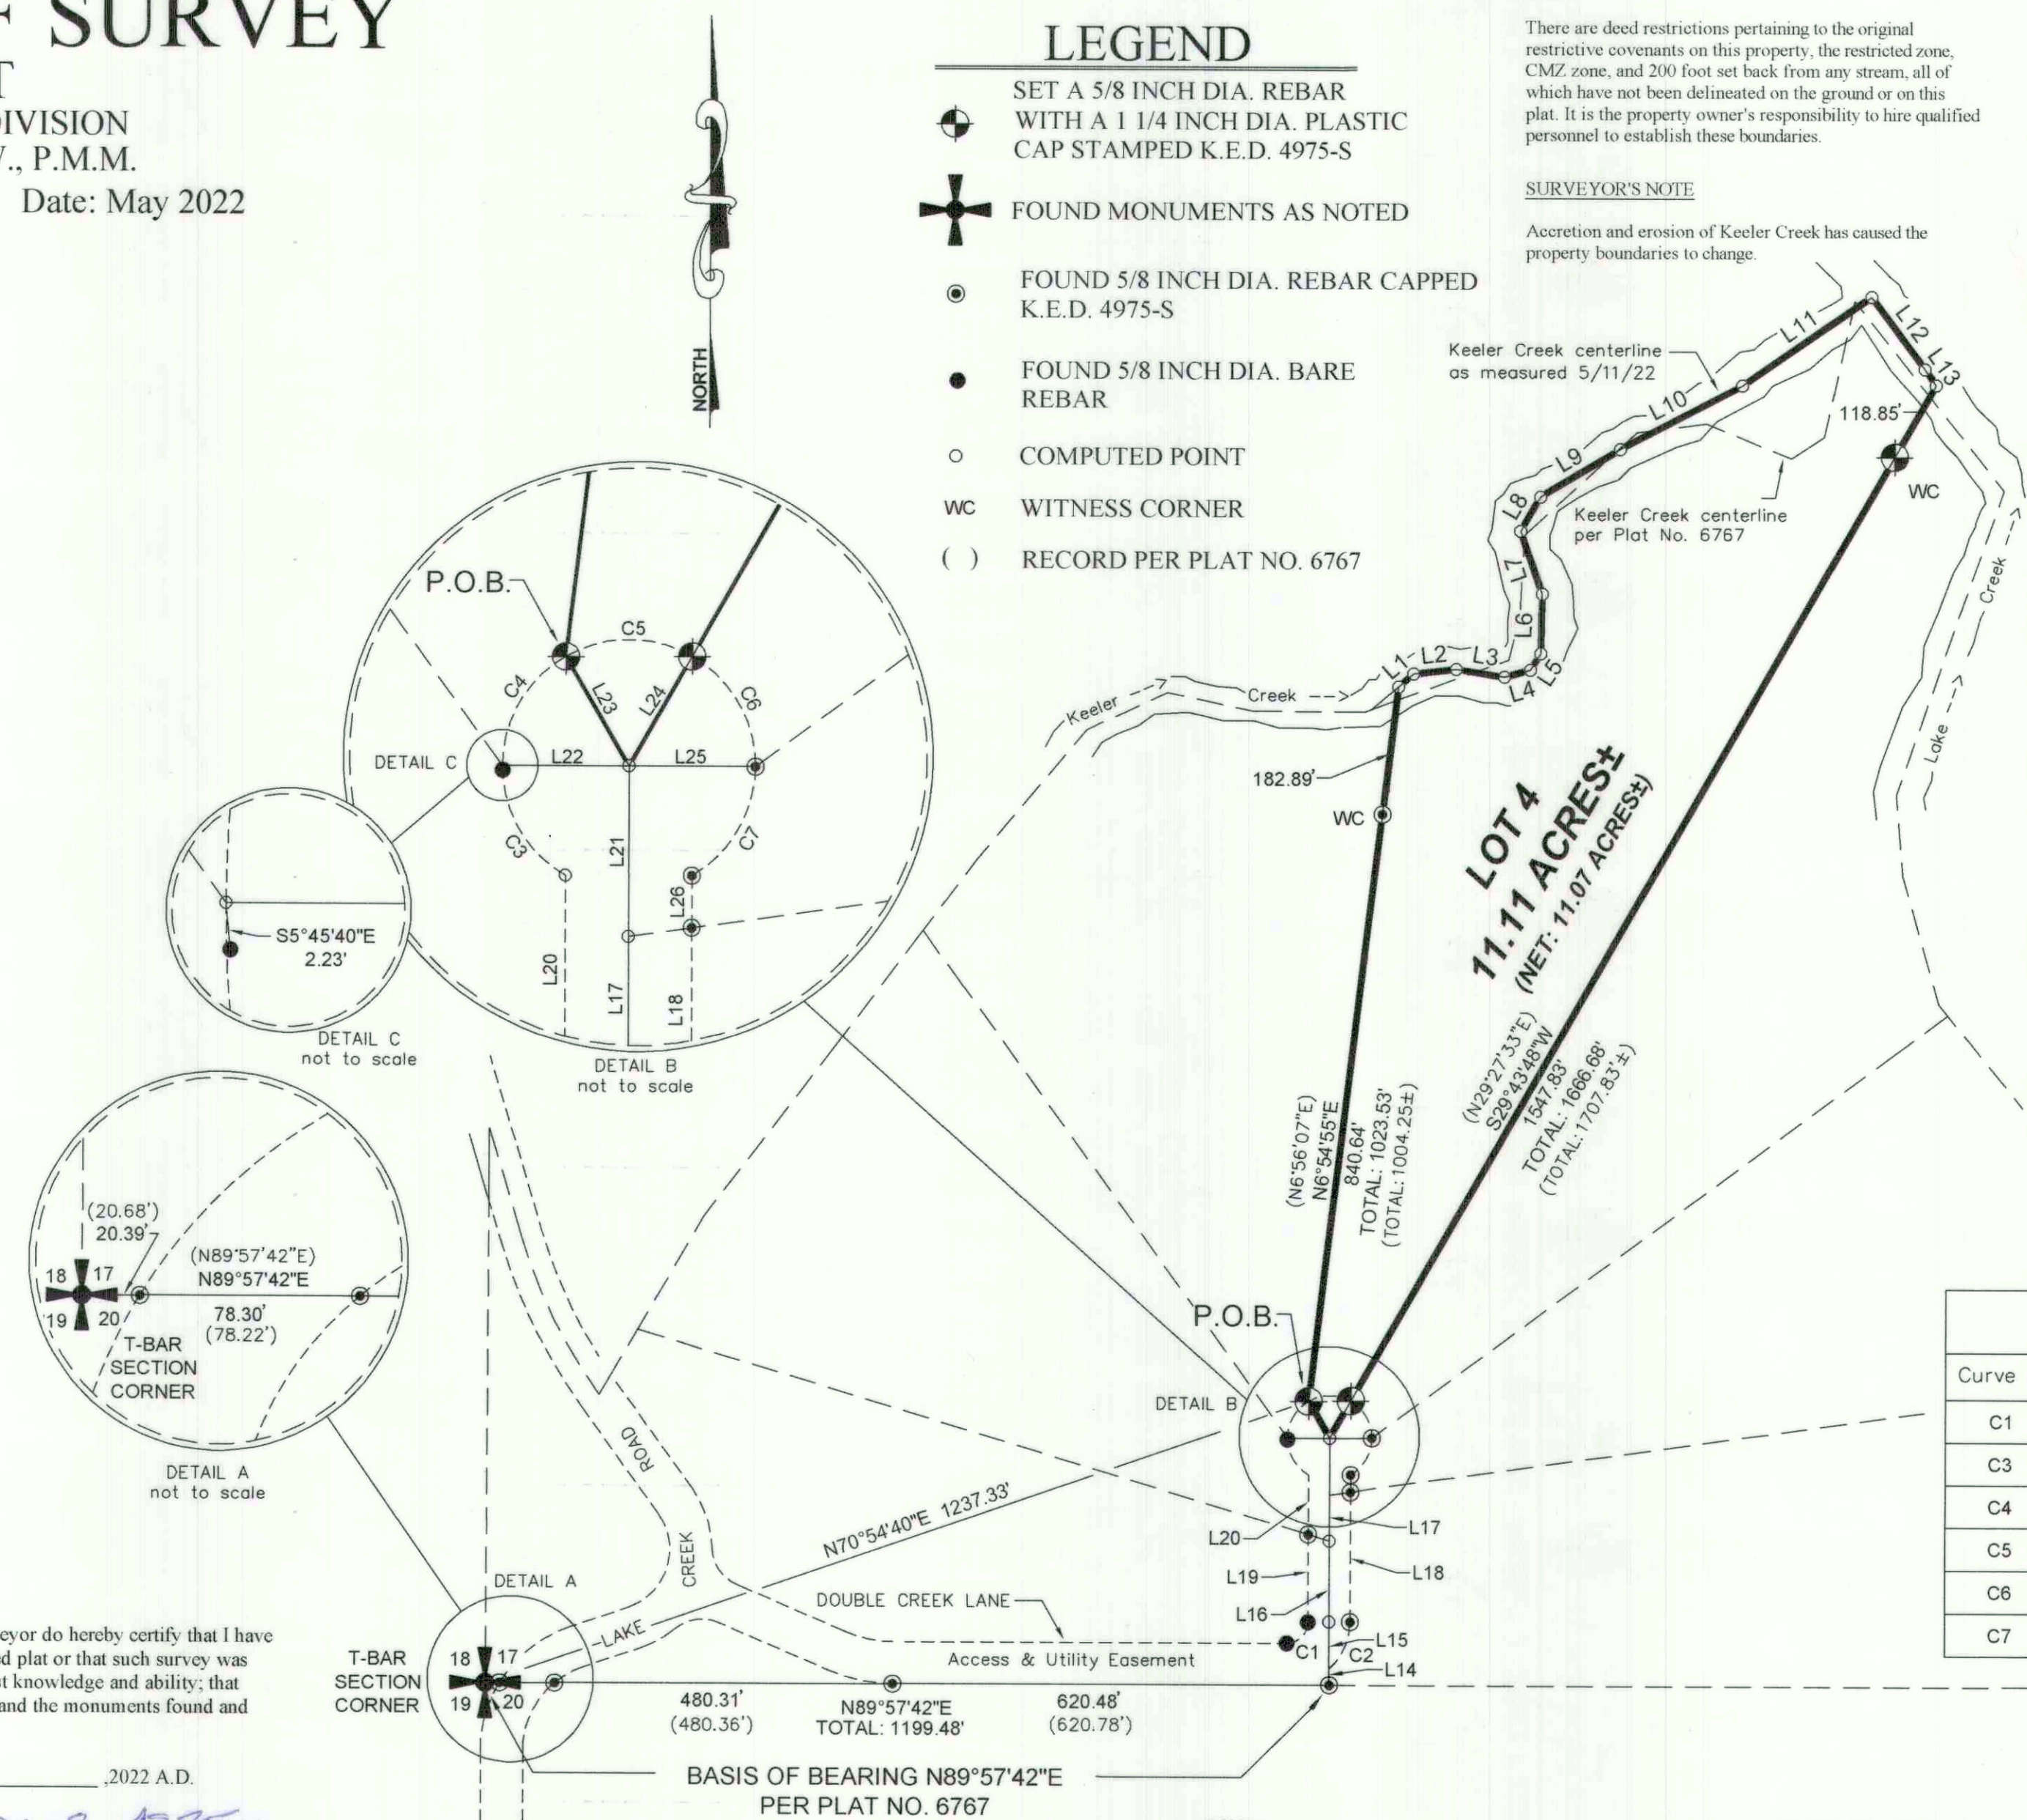 SURVEY
DIVISION
P.M.M.
Date: May 2022
NORTH
LEGEND
SET A 5/8 INCH DIA. REBAR
WITH A 1 1/4 INCH DIA. PLASTIC
CAP STAMPED K.E.D. 4975-S
FOUND MONUMENTS AS NOTED
FOUND 5/8 INCH DIA. REBAR CAPPED
K.E.D. 4975-S
FOUND 5/8 INCH DIA. BARE
REBAR
COMPUTED POINT
WC WITNESS CORNER
( ) RECORD PER PLAT NO. 6767
There are deed restrictions pertaining to the original
restrictive covenants on this property, the restricted zone,
CMZ zone, and 200 foot set back from any stream, all of
which have not been delineated on the ground or on this
plat. It is the property owner's responsibility to hire qualified
personnel to establish these boundaries.
SURVEYOR'S NOTE
Accretion and erosion of Keeler Creek has caused the
property boundaries to change.
Keeler Creek centerline
as measured 5/11/22
L11
L12
L13
L10
118.85'
L9
WC
L8
Keeler Creek centerline
per Plat No. 6767
L7
L6
L1
L2
L3
L4
L5
Keeler
Creek
Creek
Lake
182.89'
WC
LOT 4
11.11 ACRES±
(NET: 11.07 ACRES±)
(N6°56'07"E)
N6°54'55"E
840.64'
TOTAL: 1023.53'
(TOTAL: 1004.25±)
(N29°27'33"E)
S29°43'48"W
1547.83'
TOTAL: 1666.68'
(TOTAL: 1707.83'±)
P.O.B.
C5
C4
L23
L24
C6
DETAIL C
L22
L25
C3
L21
C7
L26
L20
L17
L18
DETAIL B
not to scale
S5°45'40"E
2.23'
DETAIL C
not to scale
(20.68')
20.39'
(N89°57'42"E)
N89°57'42"E
18 17
19 20
78.30'
(78.22')
T-BAR
SECTION
CORNER
DETAIL A
not to scale
P.O.B.
DETAIL B
L17
L20
L19
L18
L16
L15
C1
C2
L14
ROAD
CREEK
LAKE
N70°54'40"E 1237.33'
DOUBLE CREEK LANE
Access & Utility Easement
DETAIL A
T-BAR
SECTION
CORNER
18 17
19 20
480.31'
(480.36')
N89°57'42"E
TOTAL: 1199.48'
620.48'
(620.78')
BASIS OF BEARING N89°57'42"E
PER PLAT NO. 6767
Curve
C1
C3
C4
C5
C6
C7
eyor do hereby certify that I have
d plat or that such survey was
t knowledge and ability; that
and the monuments found and
,2022 A.D.